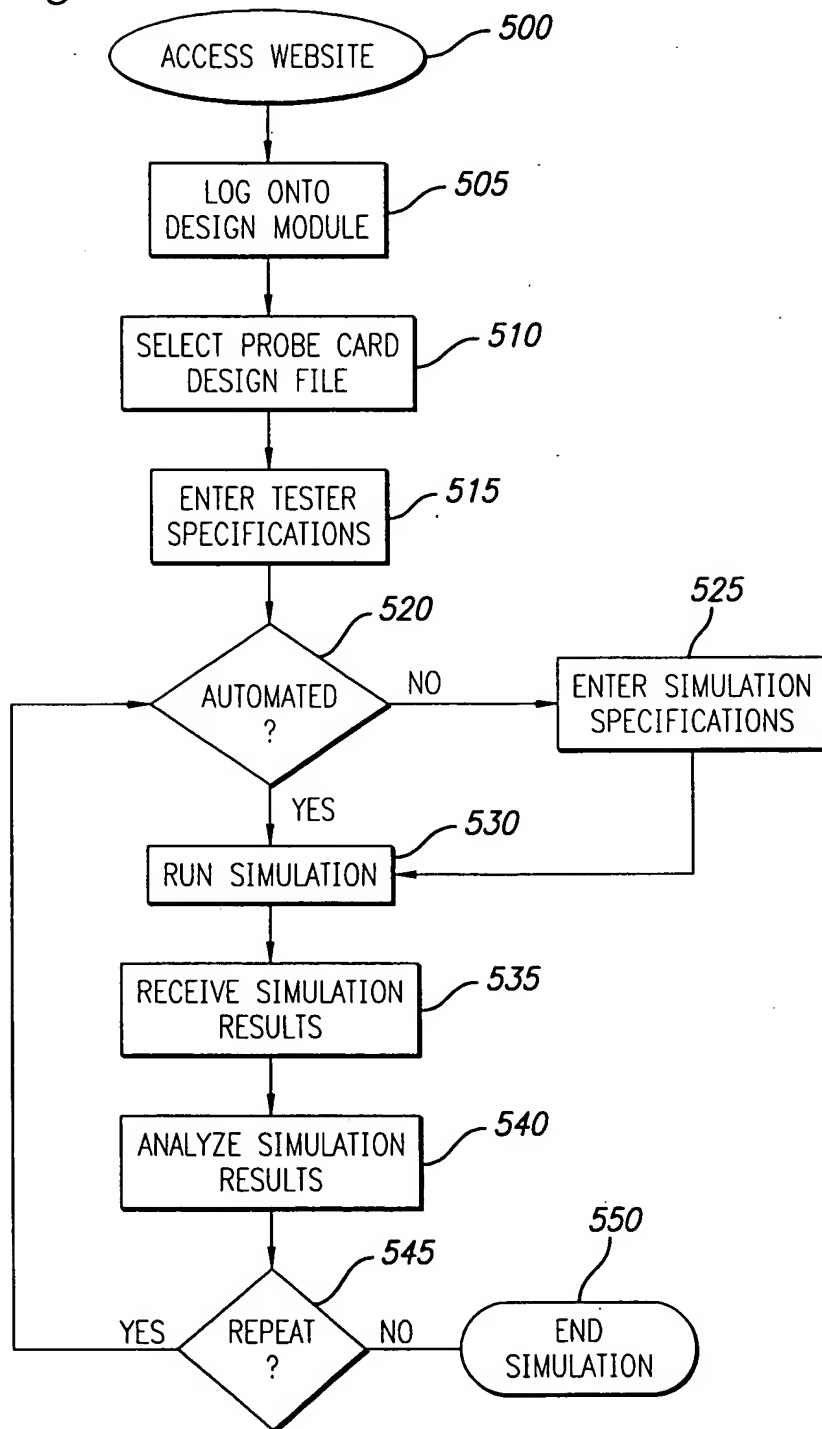 ACCESS WEBSITE
500
LOG ONTO
DESIGN MODULE
505
SELECT PROBE CARD
DESIGN FILE
510
ENTER TESTER
SPECIFICATIONS
515
520
AUTOMATED
?
NO
525
ENTER SIMULATION
SPECIFICATIONS
YES
530
RUN SIMULATION
RECEIVE SIMULATION
RESULTS
535
ANALYZE SIMULATION
RESULTS
540
545
YES
REPEAT
?
NO
550
END
SIMULATION